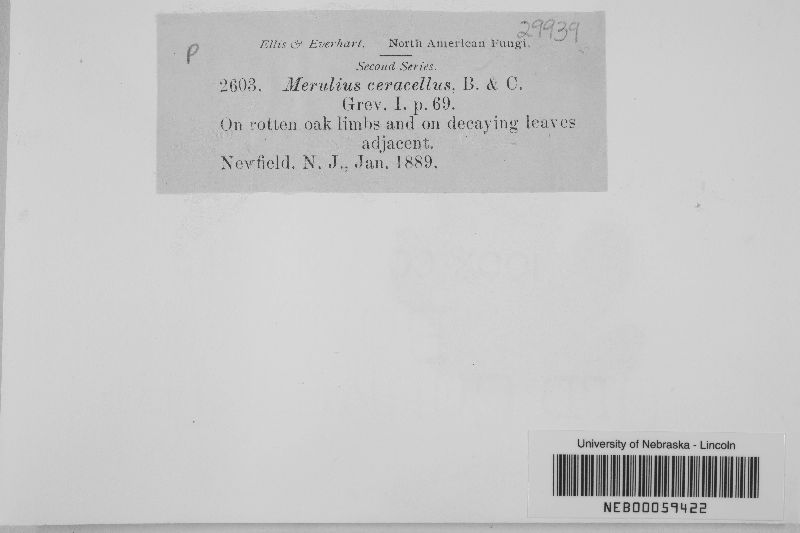 29939
P
Ellis & Everhart, North American Fungi.
Second Series.
2603. Merulius ceracellus, B. & C.
Grev. I. p. 69.
On rotten oak limbs and on decaying leaves
adjacent.
Newfield, N. J., Jan. 1889.
University of Nebraska - Lincoln
NEB00059422